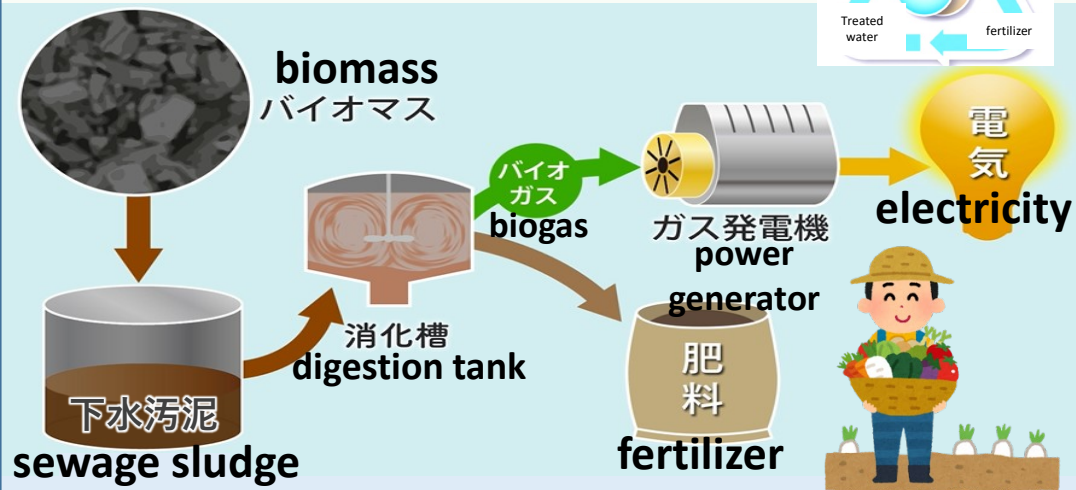 Treated
water
fertilizer
biomass
バイオマス
バイオ
ガス
biogas
ガス発電機
power
generator
電
気
electricity
消化槽
digestion tank
下水汚泥
sewage sludge
肥
料
fertilizer